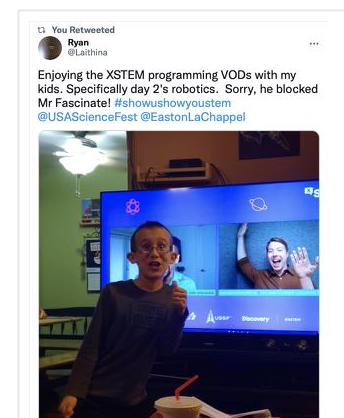 You Retweeted
Ryan
@Laithina
Enjoying the XSTEM programming VODs with my
kids. Specifically day 2's robotics.  Sorry, he blocked
Mr Fascinate! #showushowyoustem
@USAScienceFest @EastonLaChappel
Discovery